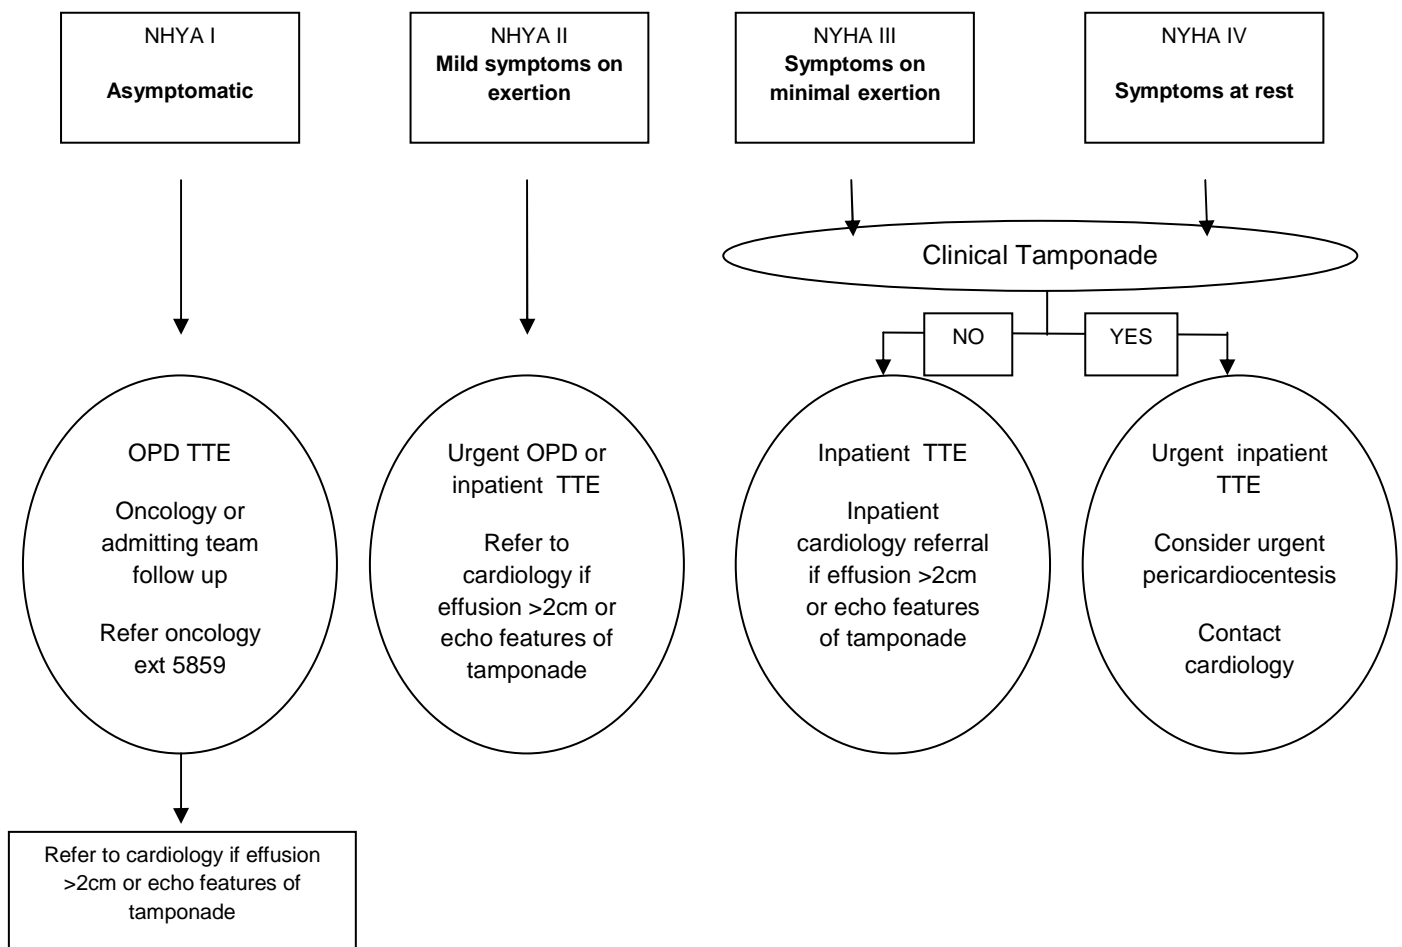 NHYA I
Asymptomatic
NHYA II
Mild symptoms on
exertion
NYHA III
Symptoms on
minimal exertion
NYHA IV
Symptoms at rest
Clinical Tamponade
NO
YES
OPD TTE
Oncology or
admitting team
follow up
Refer oncology
ext 5859
Urgent OPD or
inpatient TTE
Refer to
cardiology if
effusion >2cm or
echo features of
tamponade
Inpatient TTE
Inpatient
cardiology referral
if effusion >2cm
or echo features
of tamponade
Urgent inpatient
TTE
Consider urgent
pericardiocentesis
Contact
cardiology
Refer to cardiology if effusion
>2cm or echo features of
tamponade